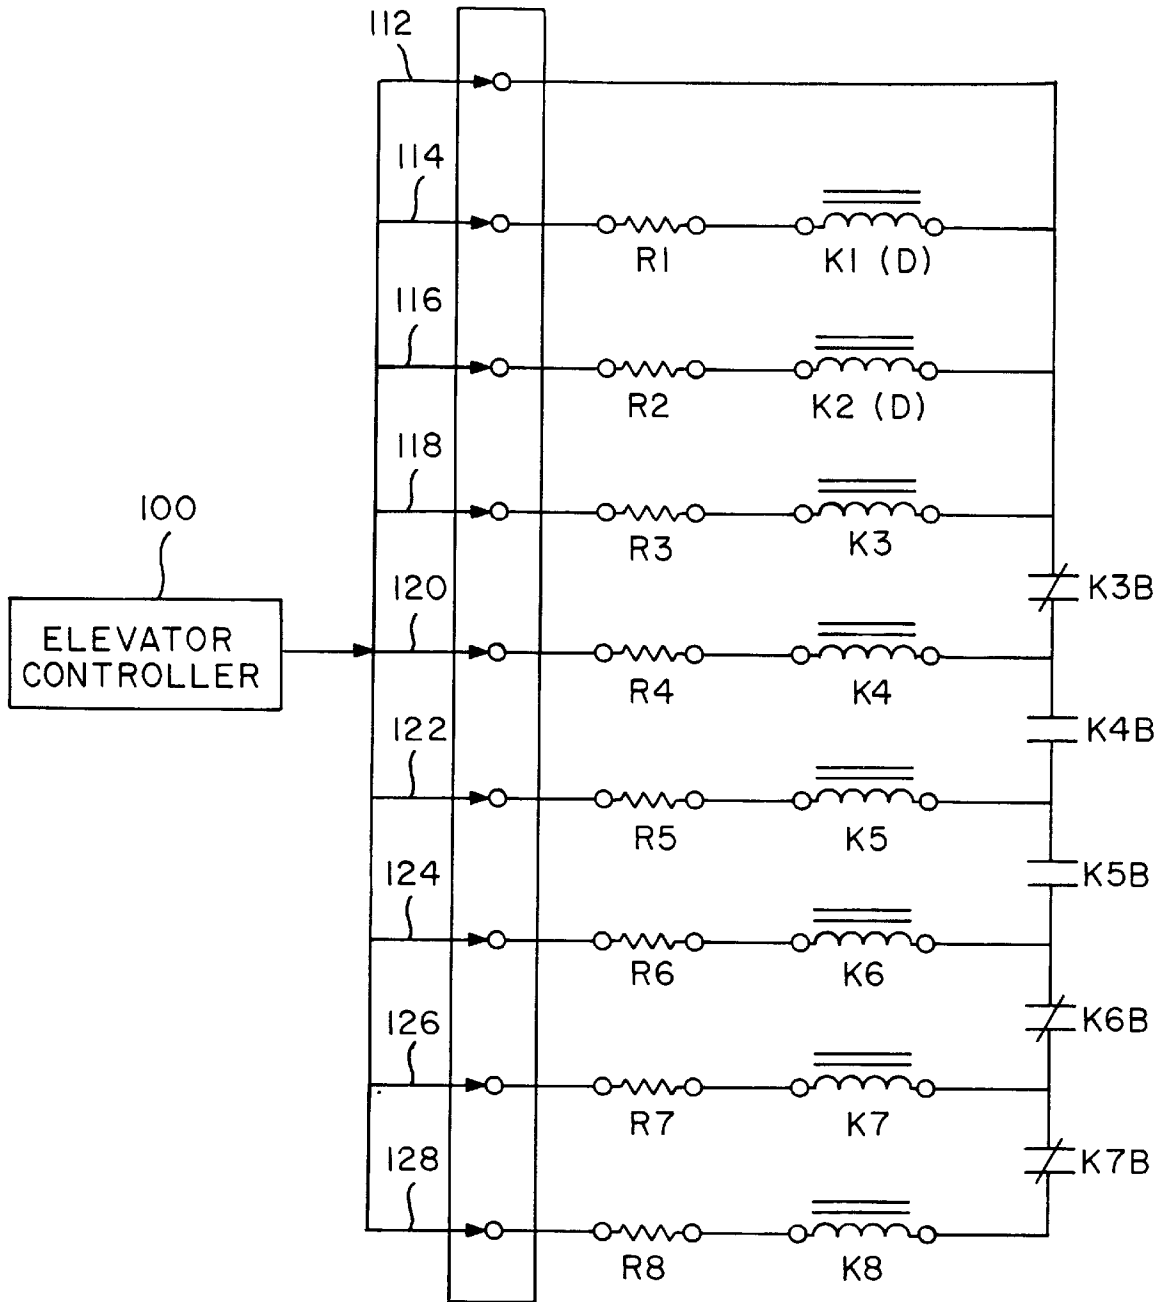 112
114
R1
K1 (D)
116
R2
K2 (D)
118
R3
K3
100
120
K3B
ELEVATOR
CONTROLLER
R4
K4
122
K4B
R5
K5
124
K5B
R6
K6
126
K6B
R7
K7
128
K7B
R8
K8